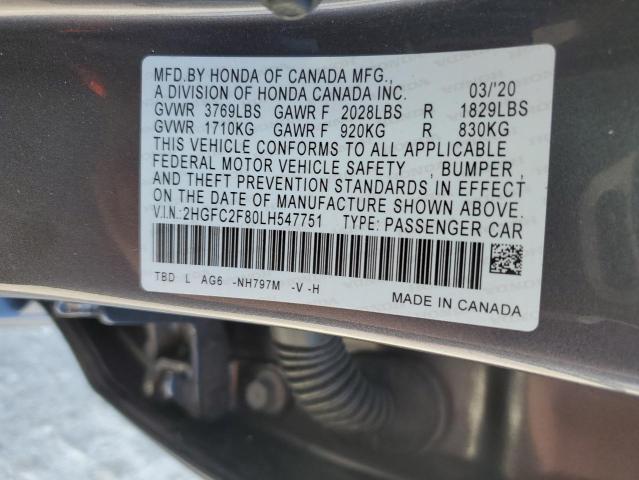 MFD.BY HONDA OF CANADA MFG.,
A DIVISION OF HONDA CANADA INC. 03/'20
GVWR 3769LBS GAWR F 2028LBS R 1829LBS
GVWR 1710KG GAWR F 920KG R 830KG
THIS VEHICLE CONFORMS TO ALL APPLICABLE
FEDERAL MOTOR VEHICLE SAFETY , BUMPER ,
AND THEFT PREVENTION STANDARDS IN EFFECT
ON THE DATE OF MANUFACTURE SHOWN ABOVE.
V.I.N.:2HGFC2F80LH547751 TYPE: PASSENGER CAR
TBD L AG6 -NH797M -V -H
MADE IN CANADA